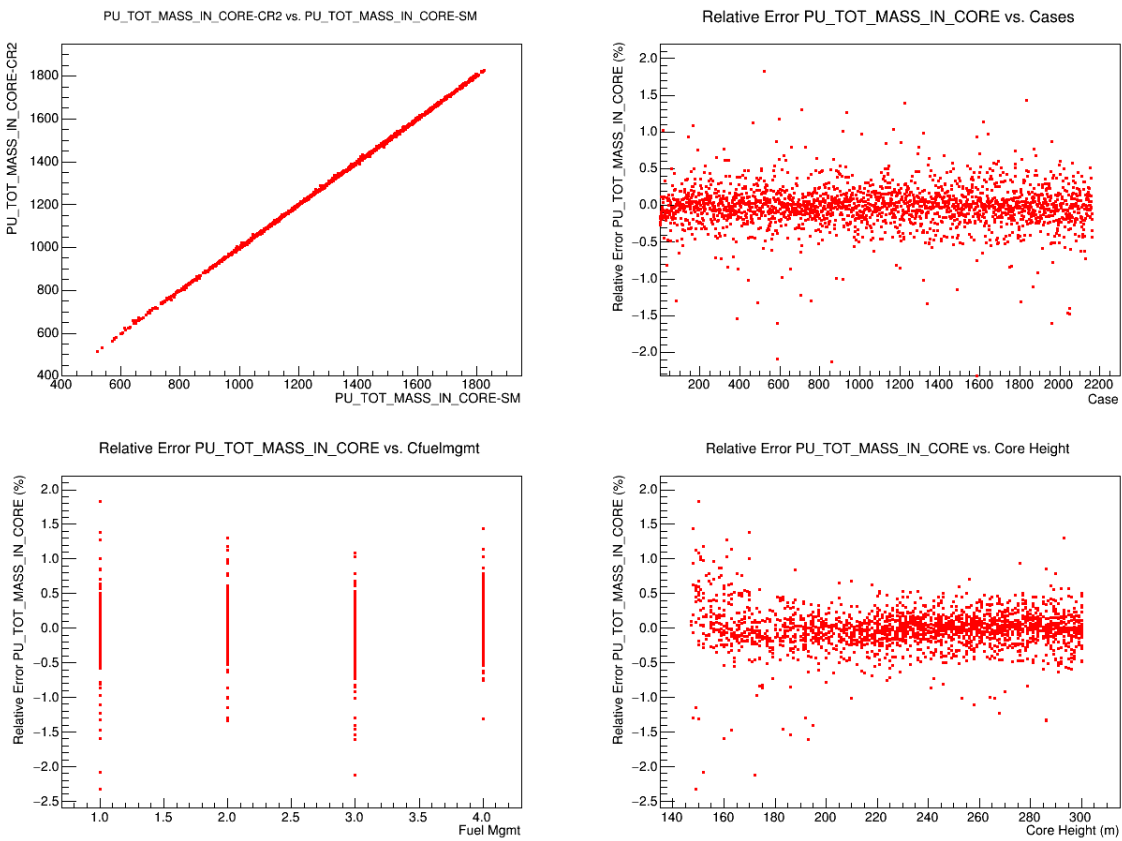 PU_TOT_MASS_IN_CORE-CR2 vs. PU_TOT_MASS_IN_CORE-SM
PU_TOT_MASS_IN_CORE-CR2
1800
1600
1400
1200
1000
800
600
400
400 600 800 1000 1200 1400 1600 1800
PU_TOT_MASS_IN_CORE-SM
Relative Error PU_TOT_MASS_IN_CORE vs. Cases
Relative Error PU_TOT_MASS_IN_CORE (%)
2.0
1.5
1.0
0.5
0.0
−0.5
−1.0
−1.5
−2.0
200 400 600 800 1000 1200 1400 1600 1800 2000 2200
Case
Relative Error PU_TOT_MASS_IN_CORE vs. Cfuelmgmt
Relative Error PU_TOT_MASS_IN_CORE (%)
2.0
1.5
1.0
0.5
0.0
−0.5
−1.0
−1.5
−2.0
−2.5
1.0 1.5 2.0 2.5 3.0 3.5 4.0
Fuel Mgmt
Relative Error PU_TOT_MASS_IN_CORE vs. Core Height
Relative Error PU_TOT_MASS_IN_CORE (%)
2.0
1.5
1.0
0.5
0.0
−0.5
−1.0
−1.5
−2.0
−2.5
140 160 180 200 220 240 260 280 300
Core Height (m)